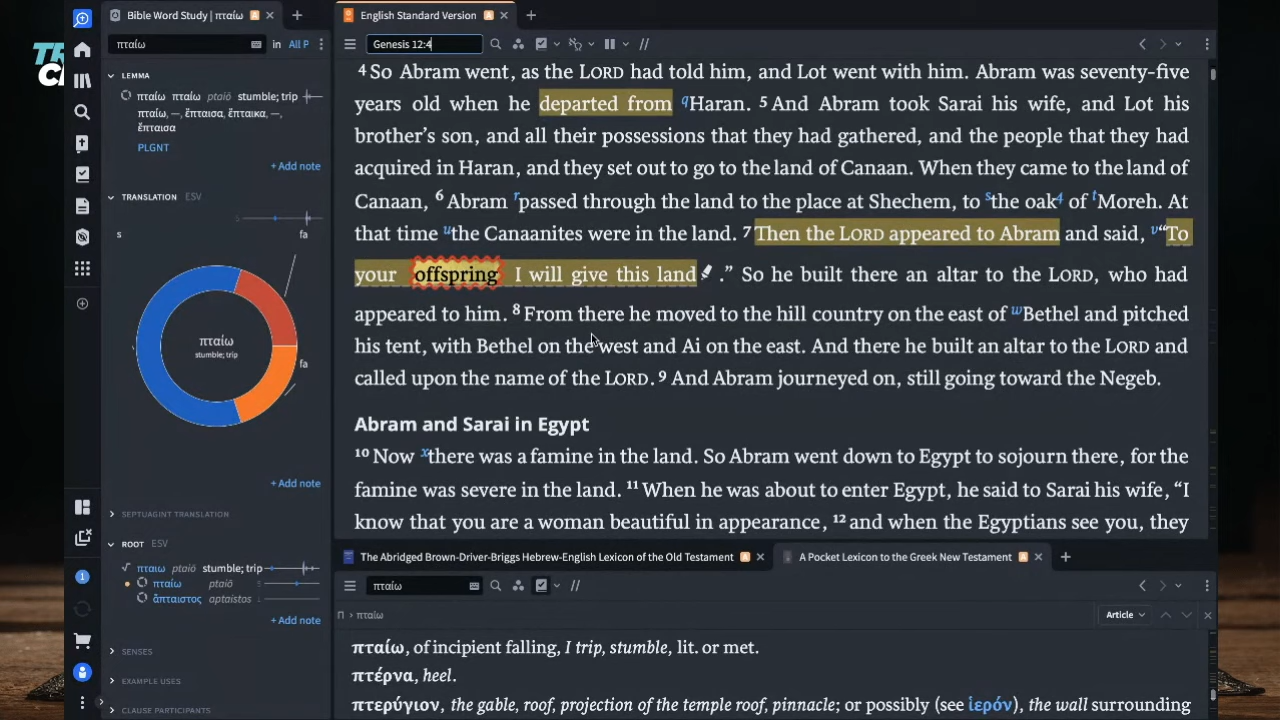 TR
C
Bible Word Study | πταίω A
πταίω in All P
LEMMA
πταίω πταίω ptaiō stumble; trip
πταίω, —, ἔπταισα, ἔπταικα, —,
ἔπταισα
PLGNT
+ Add note
TRANSLATION ESV
s
fa
s
πταίω
stumble; trip
fa
+ Add note
SEPTUAGINT TRANSLATION
ROOT ESV
√ πταιω ptaiō stumble; trip
πταίω ptaiō s
ἄπταιστος aptaistos
+ Add note
SENSES
EXAMPLE USES
CLAUSE PARTICIPANTS
1
English Standard Version A
Genesis 12:4
4 So Abram went, as the LORD had told him, and Lot went with him. Abram was seventy-five
years old when he departed from qHaran. 5 And Abram took Sarai his wife, and Lot his
brother’s son, and all their possessions that they had gathered, and the people that they had
acquired in Haran, and they set out to go to the land of Canaan. When they came to the land of
Canaan, 6 Abram rpassed through the land to the place at Shechem, to sthe oak4 of tMoreh. At
that time uthe Canaanites were in the land. 7 Then the LORD appeared to Abram and said, v“To
your offspring I will give this land .” So he built there an altar to the LORD, who had
appeared to him. 8 From there he moved to the hill country on the east of wBethel and pitched
his tent, with Bethel on the west and Ai on the east. And there he built an altar to the LORD and
called upon the name of the LORD. 9 And Abram journeyed on, still going toward the Negeb.
Abram and Sarai in Egypt
10 Now xthere was a famine in the land. So Abram went down to Egypt to sojourn there, for the
famine was severe in the land. 11 When he was about to enter Egypt, he said to Sarai his wife, “I
know that you are a woman beautiful in appearance, 12 and when the Egyptians see you, they
The Abridged Brown-Driver-Briggs Hebrew-English Lexicon of the Old Testament A A Pocket Lexicon to the Greek New Testament A
πταίω
Π › πταίω Article
πταίω, of incipient falling, I trip, stumble, lit. or met.
πτέρνα, heel.
πτερύγιον, the gable, roof, projection of the temple roof, pinnacle; or possibly (see ἱερόν), the wall surrounding